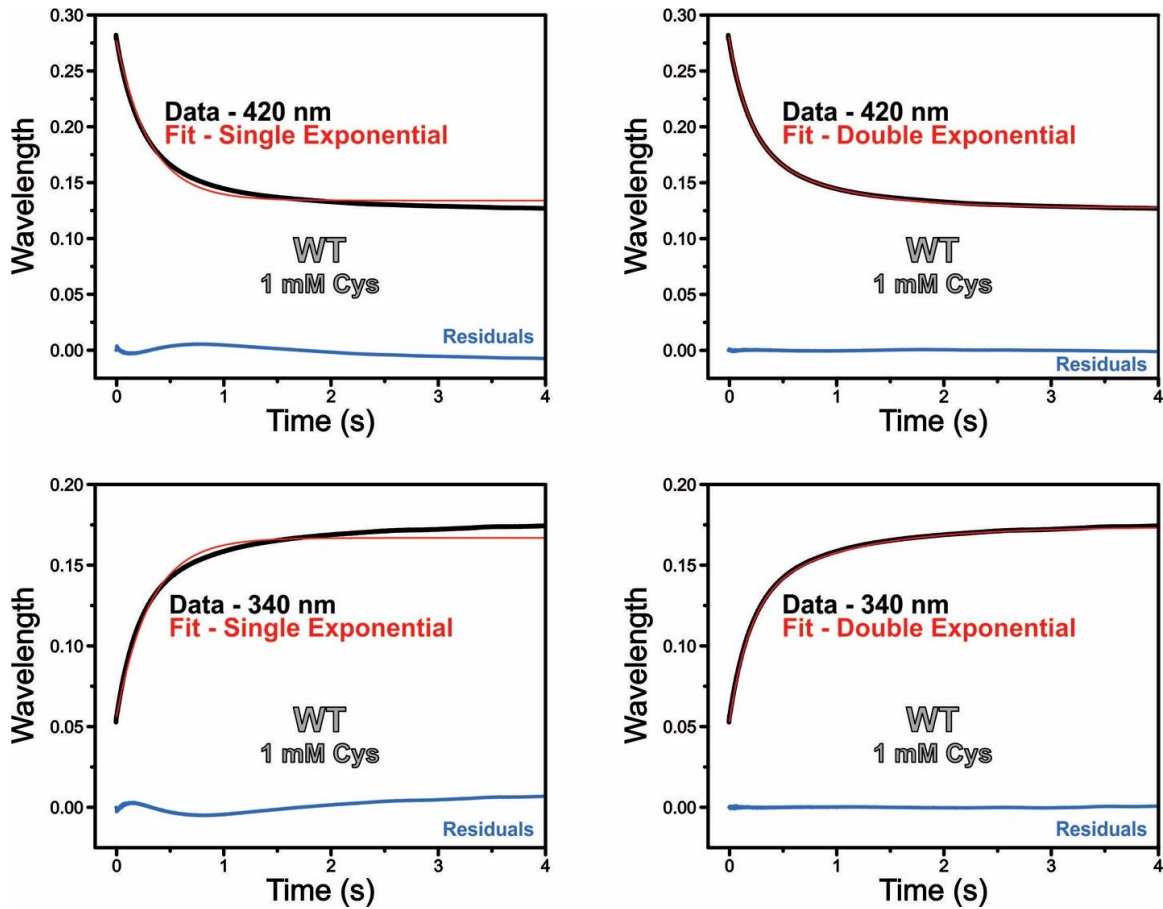 0.30
0.25
0.20
0.15
0.10
0.05
0.00
Wavelength
Data - 420 nm
Fit - Single Exponential
WT
1 mM Cys
Residuals
0 1 2 3 4
Time (s)
0.30
0.25
0.20
0.15
0.10
0.05
0.00
Wavelength
Data - 420 nm
Fit - Double Exponential
WT
1 mM Cys
Residuals
0 1 2 3 4
Time (s)
0.20
0.15
0.10
0.05
0.00
Wavelength
Data - 340 nm
Fit - Single Exponential
WT
1 mM Cys
Residuals
0 1 2 3 4
Time (s)
0.20
0.15
0.10
0.05
0.00
Wavelength
Data - 340 nm
Fit - Double Exponential
WT
1 mM Cys
Residuals
0 1 2 3 4
Time (s)